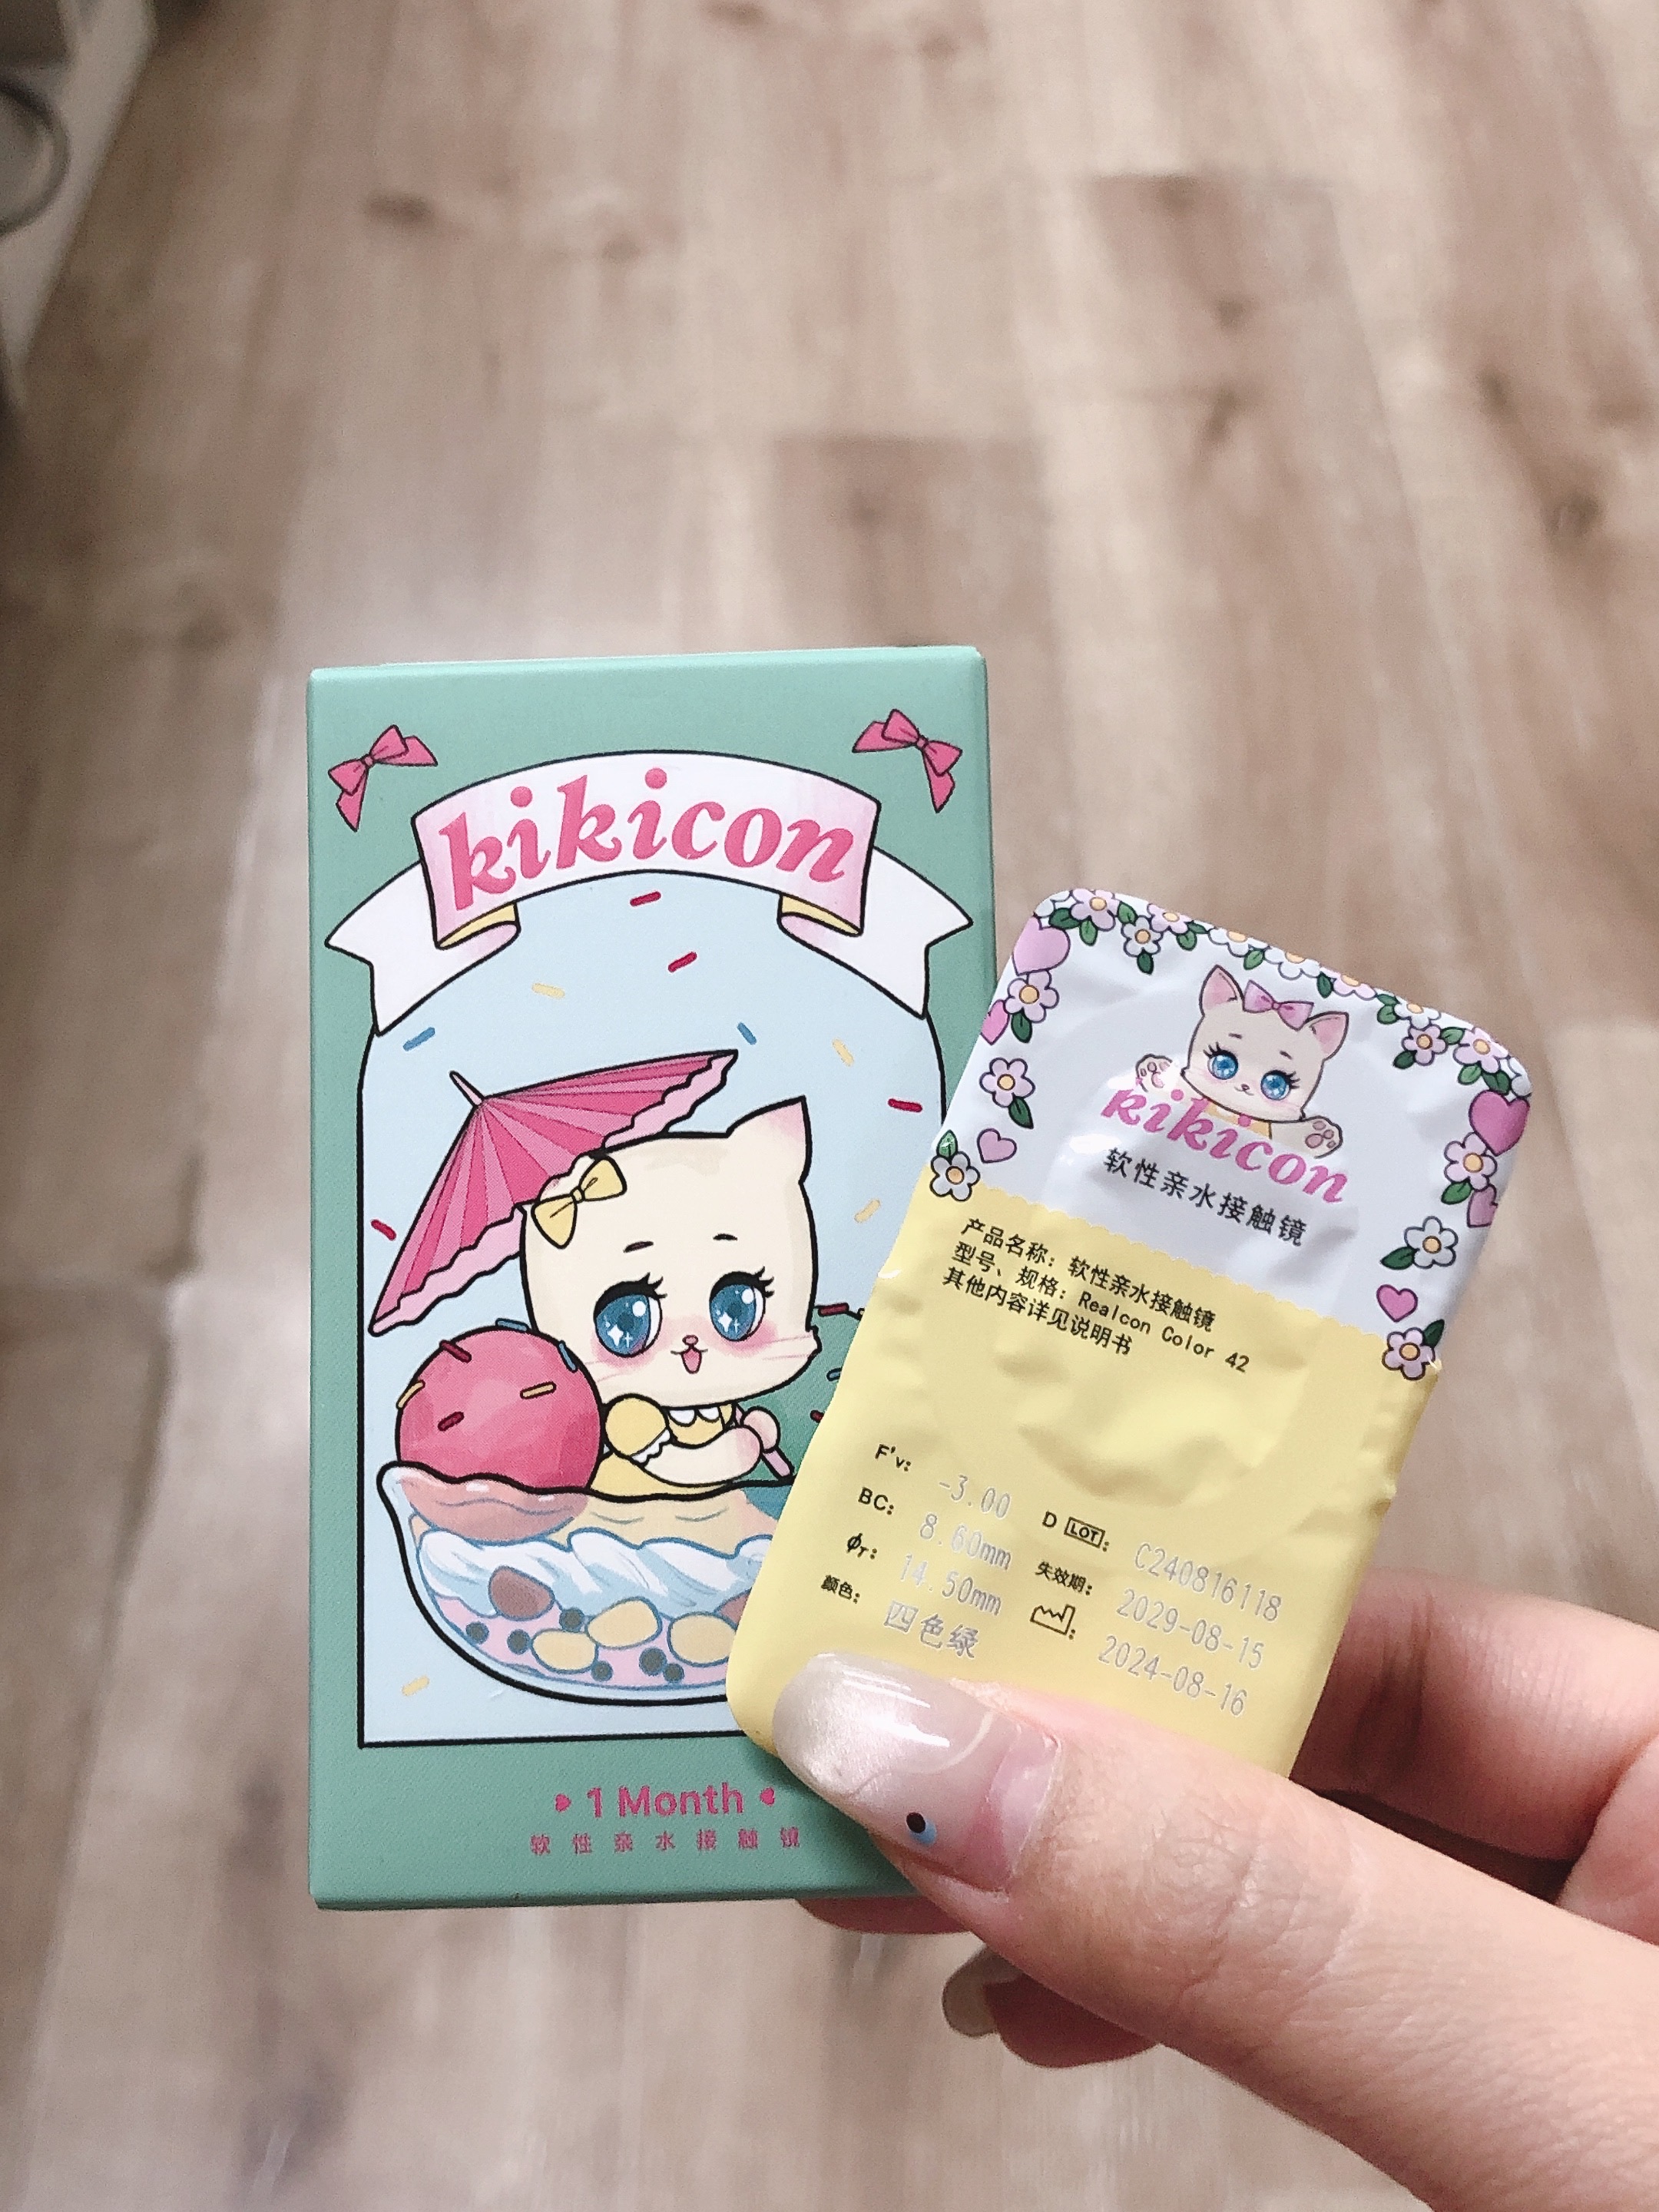 kikicon
1 Month
软性亲水接触镜
kikicon
软性亲水接触镜
产品名称：软性亲水接触镜
型号、规格：Realcon Color 42
其他内容详见说明书
F'v: -3.00 D
BC: 8.60mm
ϕT: 14.50mm
颜色: 四色绿
LOT: C240816118
失效期: 2029-08-15
: 2024-08-16